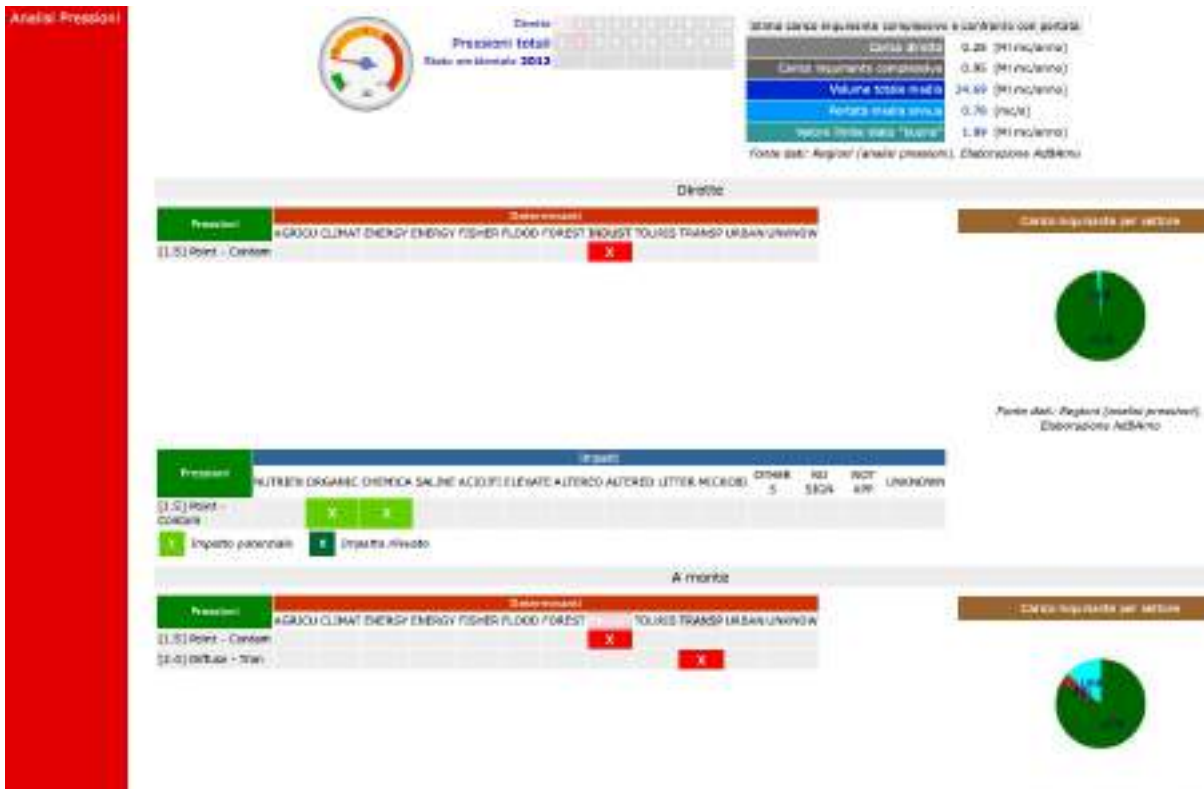 Analisi Pressioni
Dirette
Pressioni totali
Stato ambientale 2013
Stima carico inquinante complessivo e confronto con portata
Carico diretto 0.28 (Ml mc/anno)
Carico inquinante complessivo 0.95 (Ml mc/anno)
Volume totale medio 24.69 (Ml mc/anno)
Portata media annua 0.78 (mc/s)
Valore limite stato "buono" 1.89 (Ml mc/anno)
Fonte dati: Regioni (analisi pressioni), Elaborazione AdBArno
Dirette
Pressioni
Determinanti
AGRICU CLIMAT ENERGY ENERGY FISHER FLOOD FOREST INDUST TOURIS TRANSP URBAN UNKNOW
[1.5] Point - Contam X
Carico inquinante per settore
Fonte dati: Regioni (analisi pressioni),
Elaborazione AdBArno
Pressioni
Impatti
NUTRIEN ORGANIC CHEMICA SALINE ACIDIFI ELEVATE ALTERED ALTERED LITTER MICROBI OTHER S NO SIGN NOT APP UNKNOWN
[1.5] Point - Contam X X
X Impatto potenziale X Impatto rilevato
A monte
Pressioni
Determinanti
AGRICU CLIMAT ENERGY ENERGY FISHER FLOOD FOREST TOURIS TRANSP URBAN UNKNOW
[1.5] Point - Contam X
[2.4] Diffuse - Tran X
Carico inquinante per settore